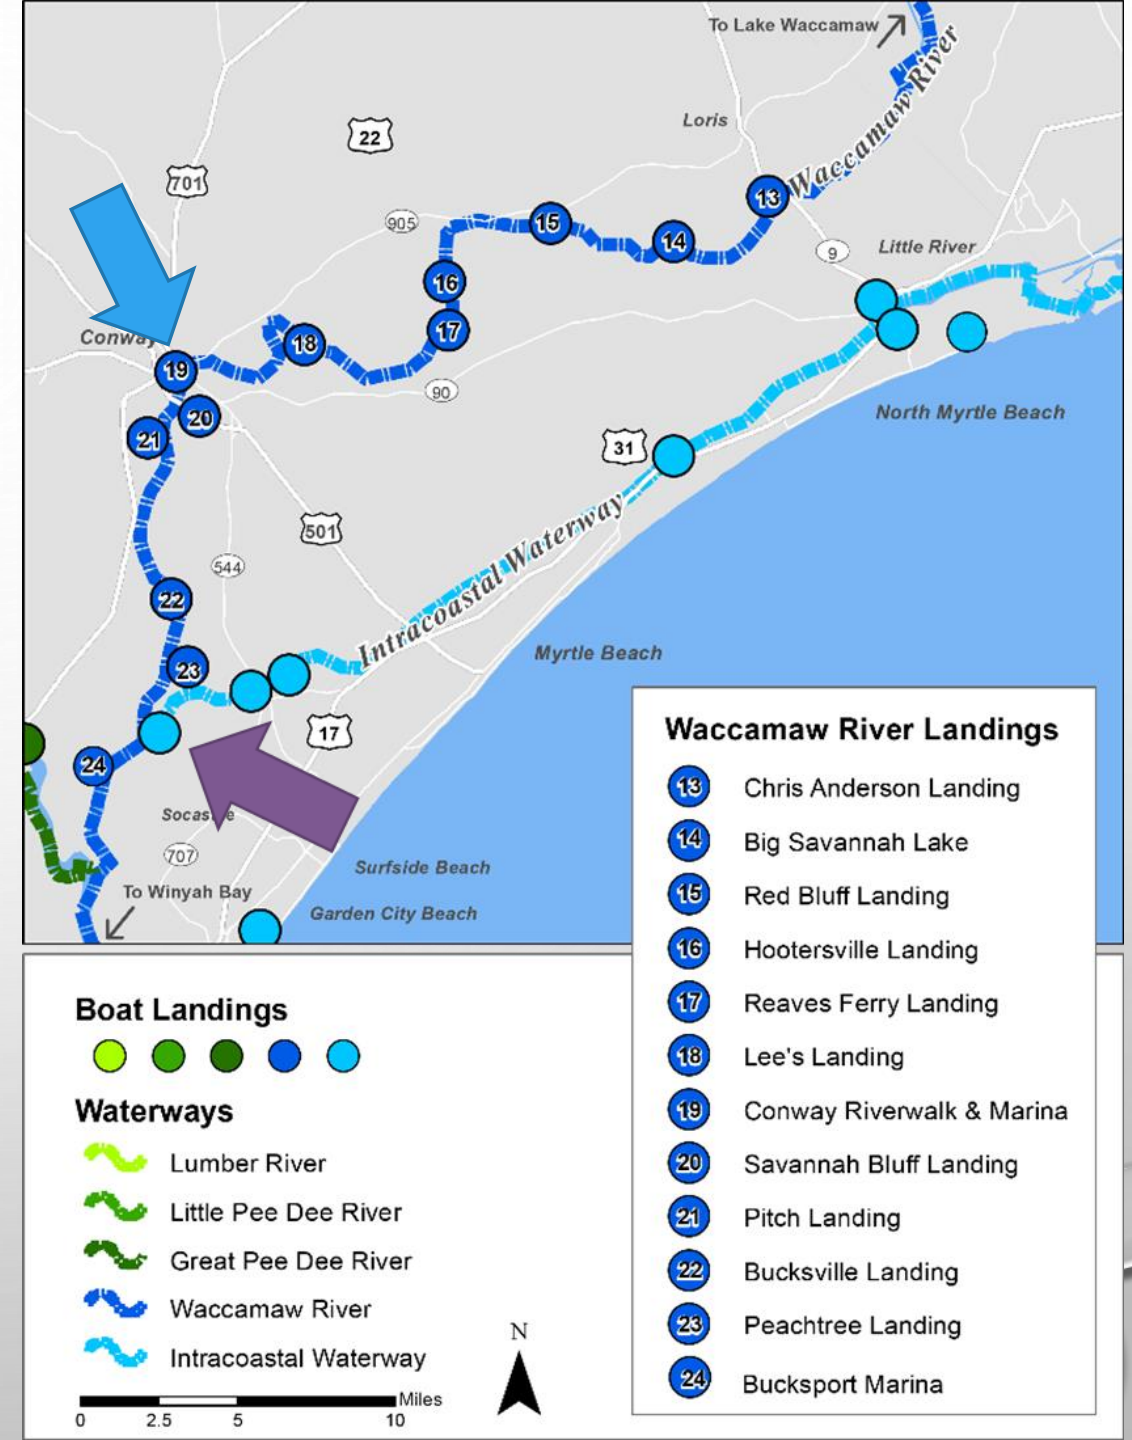 To Lake Waccamaw
Waccamaw River
Loris
22
701
13
905
15
14
Little River
9
16
17
Conway
18
19
90
20
21
North Myrtle Beach
31
501
Intracoastal Waterway
544
22
Myrtle Beach
23
17
24
707
Surfside Beach
To Winyah Bay
Garden City Beach
Waccamaw River Landings
13 Chris Anderson Landing
14 Big Savannah Lake
15 Red Bluff Landing
16 Hootersville Landing
17 Reaves Ferry Landing
18 Lee's Landing
19 Conway Riverwalk & Marina
20 Savannah Bluff Landing
21 Pitch Landing
22 Bucksville Landing
23 Peachtree Landing
24 Bucksport Marina
Boat Landings
Waterways
Lumber River
Little Pee Dee River
Great Pee Dee River
Waccamaw River
Intracoastal Waterway
Miles
0 2.5 5 10
N